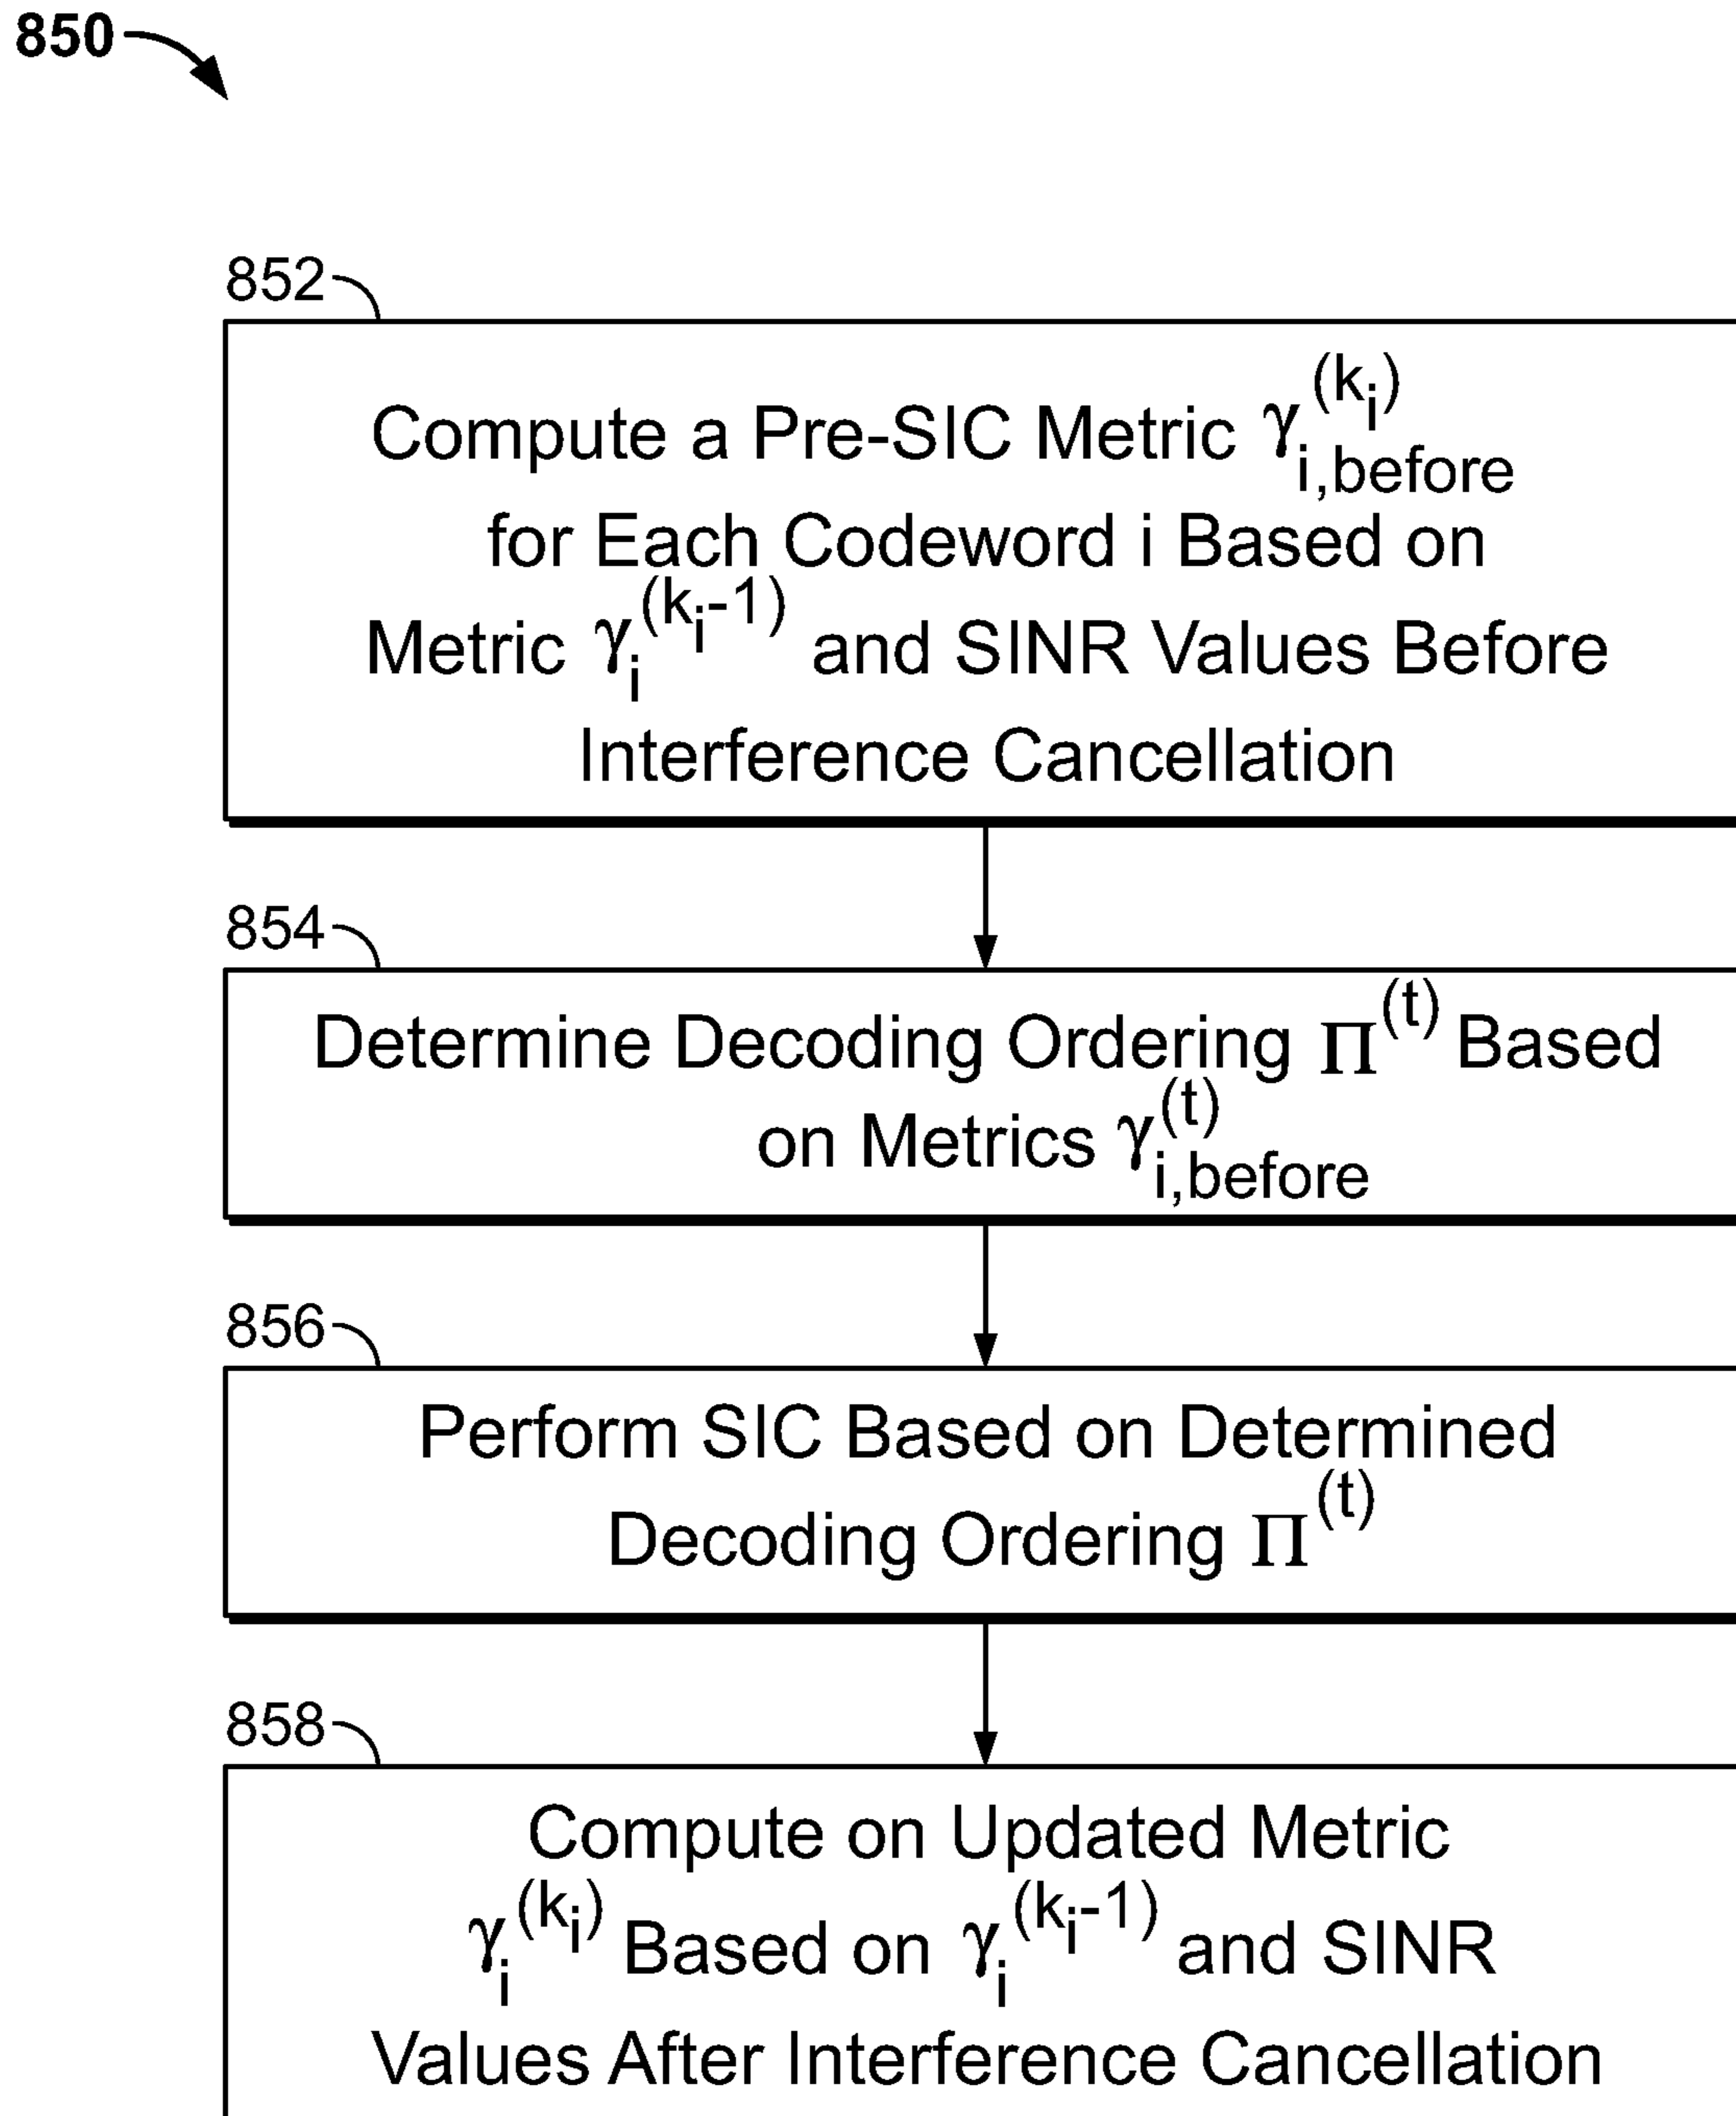 850
852
Compute a Pre-SIC Metric γ_{i,before}^{(k_i)}
for Each Codeword i Based on
Metric γ_i^{(k_i-1)} and SINR Values Before
Interference Cancellation
854
Determine Decoding Ordering Π^{(t)} Based
on Metrics γ_{i,before}^{(t)}
856
Perform SIC Based on Determined
Decoding Ordering Π^{(t)}
858
Compute on Updated Metric
γ_i^{(k_i)} Based on γ_i^{(k_i-1)} and SINR
Values After Interference Cancellation